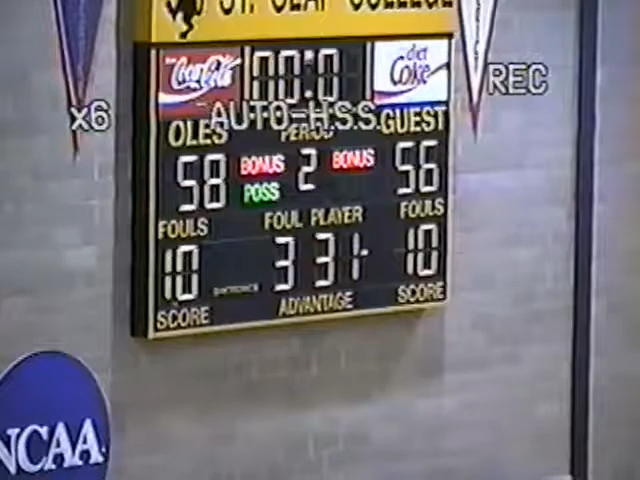 ST. OLAF COLLEGE
Coca-Cola 00:0 diet Coke
REC
x6
AUTO-H.S.S.
OLES PERIOD GUEST
58 BONUS 2 BONUS 56
POSS
FOULS FOUL PLAYER FOULS
10 3 31 10
SCORE ADVANTAGE SCORE
NCAA